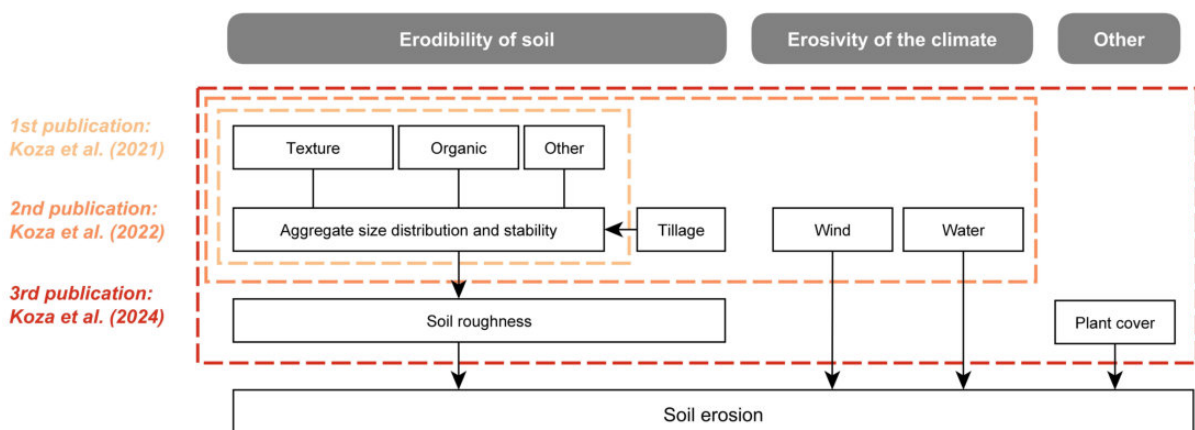 Erodibility of soil
Erosivity of the climate
Other
1st publication:
Koza et al. (2021)
Texture
Organic
Other
2nd publication:
Koza et al. (2022)
Aggregate size distribution and stability
Tillage
Wind
Water
3rd publication:
Koza et al. (2024)
Soil roughness
Plant cover
Soil erosion